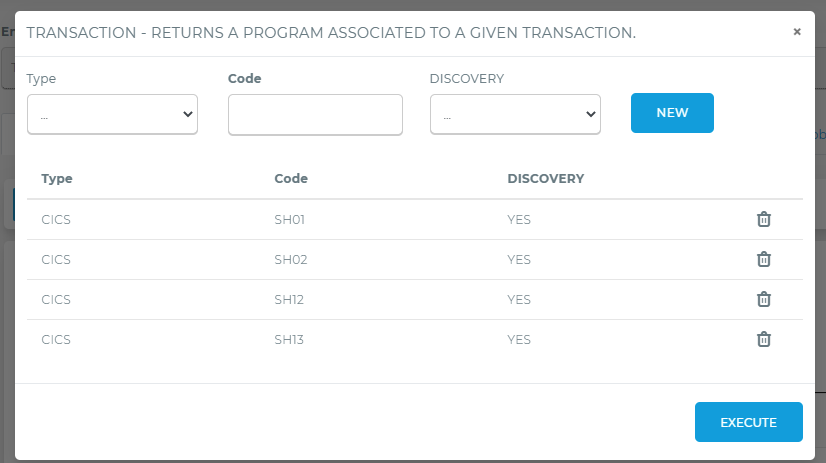 TRANSACTION - RETURNS A PROGRAM ASSOCIATED TO A GIVEN TRANSACTION. ×
Type Code DISCOVERY
... ... NEW
Type Code DISCOVERY
CICS SH01 YES
CICS SH02 YES
CICS SH12 YES
CICS SH13 YES
EXECUTE